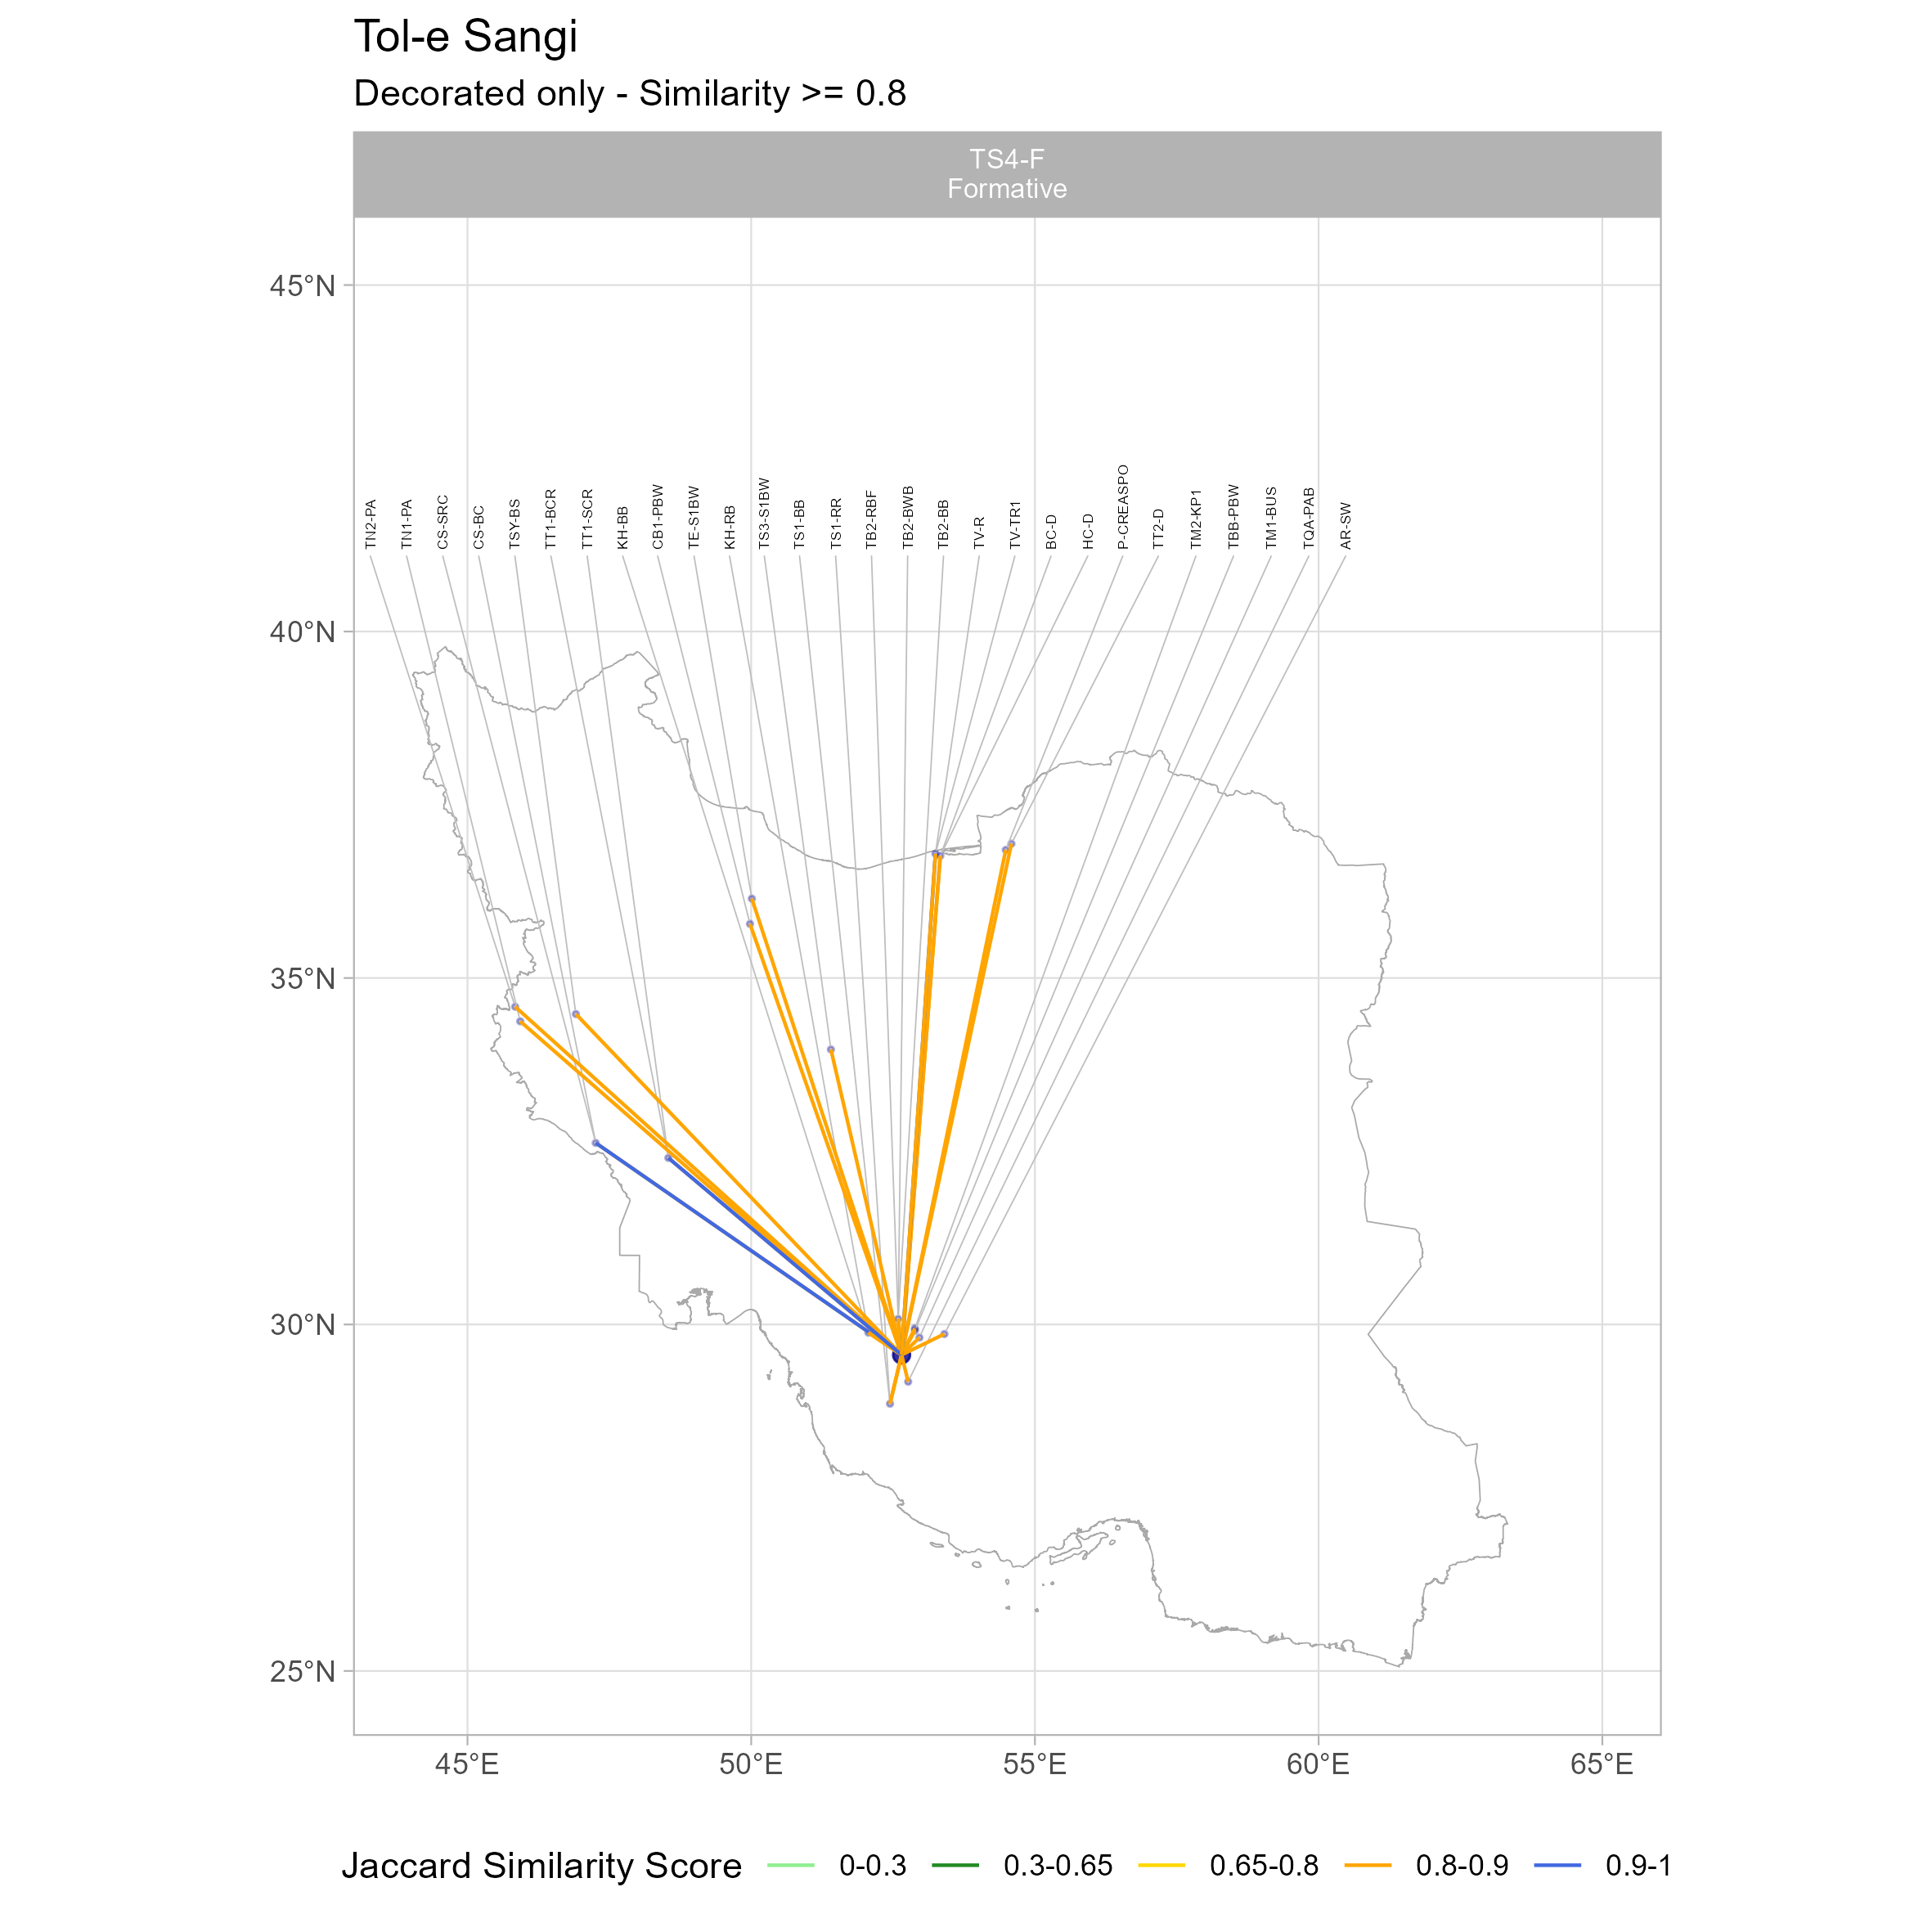 Tol-e Sangi
Decorated only - Similarity >= 0.8
TS4-F
Formative
45°N
40°N
35°N
30°N
25°N
TN2-PA
TN1-PA
CS-SRC
CS-BC
TSY-BS
TT1-BCR
TT1-SCR
KH-BB
CB1-PBW
TE-S1BW
KH-RB
TS3-S1BW
TS1-BB
TS1-RR
TB2-RBF
TB2-BWB
TB2-BB
TV-R
TV-TR1
BC-D
HC-D
P-CREASPO
TT2-D
TM2-KP1
TBB-PBW
TM1-BUS
TQA-PAB
AR-SW
45°E 50°E 55°E 60°E 65°E
Jaccard Similarity Score 0-0.3 0.3-0.65 0.65-0.8 0.8-0.9 0.9-1